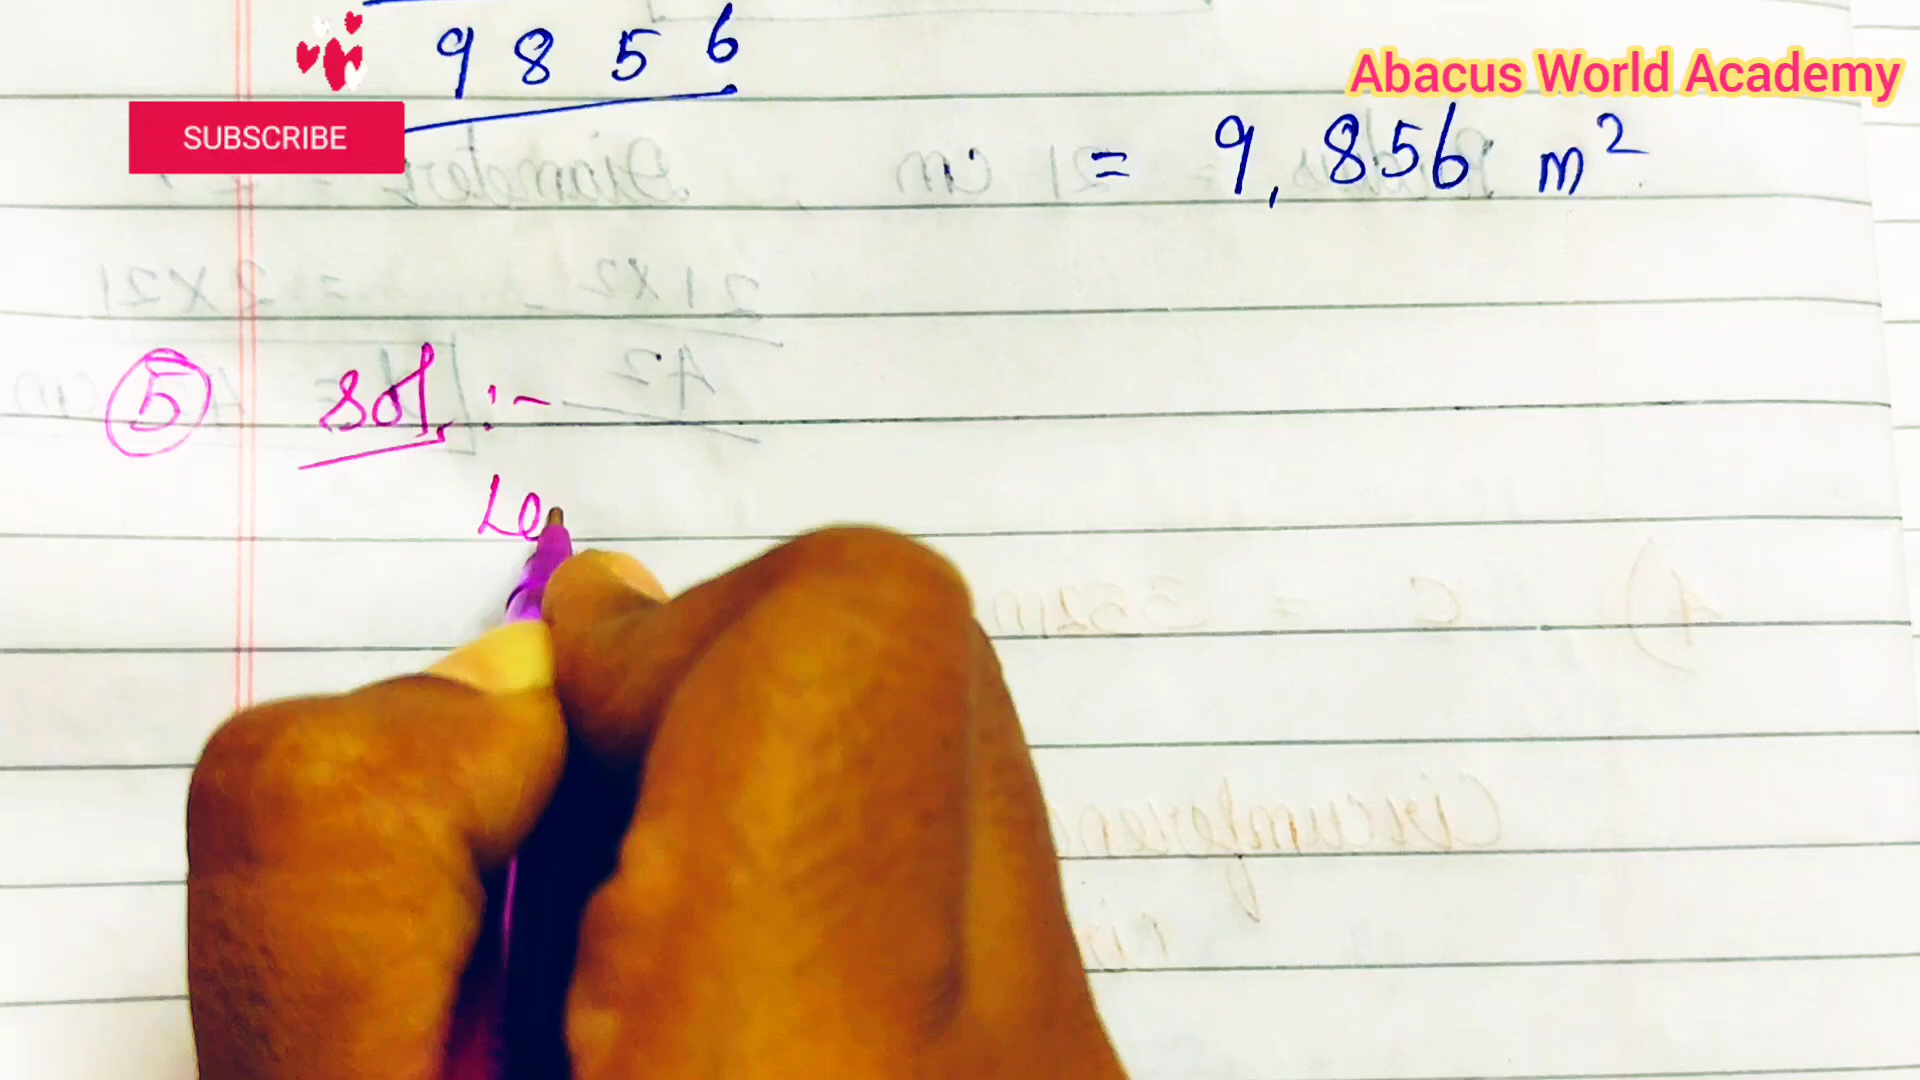 9 8 5 6
Abacus World Academy
SUBSCRIBE
= 9,856 m²
5 Sol :-
Le